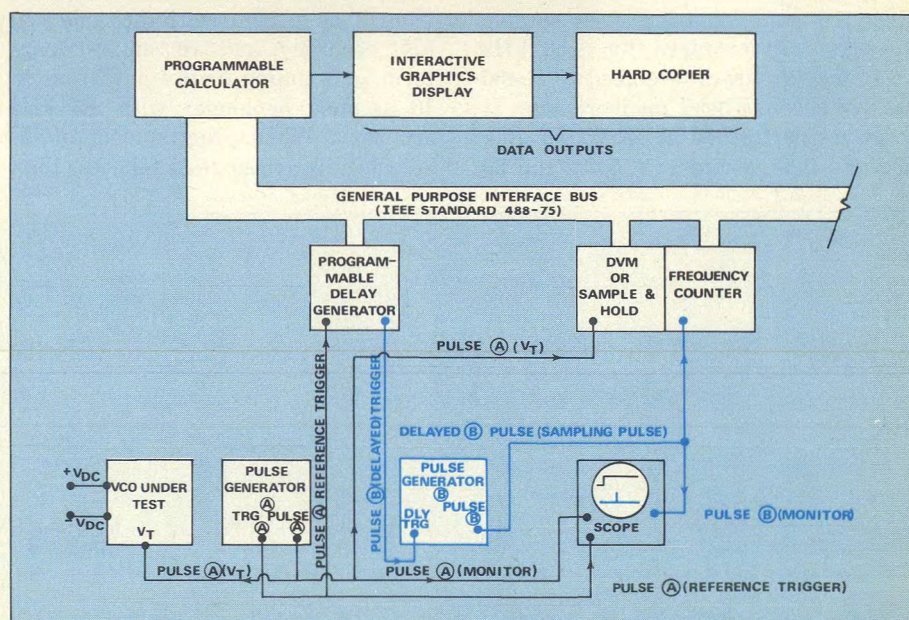 PROGRAMMABLE
CALCULATOR
INTERACTIVE
GRAPHICS
DISPLAY
HARD COPIER
DATA OUTPUTS
GENERAL PURPOSE INTERFACE BUS
(IEEE STANDARD 488-75)
PROGRAM-
MABLE
DELAY
GENERATOR
DVM
OR
SAMPLE &
HOLD
FREQUENCY
COUNTER
PULSE Ⓐ (VT)
PULSE Ⓐ REFERENCE TRIGGER
PULSE Ⓑ (DELAYED) TRIGGER
DELAYED Ⓑ PULSE (SAMPLING PULSE)
+VDC
-VDC
VCO UNDER
TEST
VT
PULSE
GENERATOR
Ⓐ
TRG PULSE
Ⓐ Ⓐ
PULSE
GENERATOR
Ⓑ
DLY PULSE
TRG Ⓑ
SCOPE
PULSE Ⓑ (MONITOR)
PULSE Ⓐ (VT)
PULSE Ⓐ (MONITOR)
PULSE Ⓐ (REFERENCE TRIGGER)